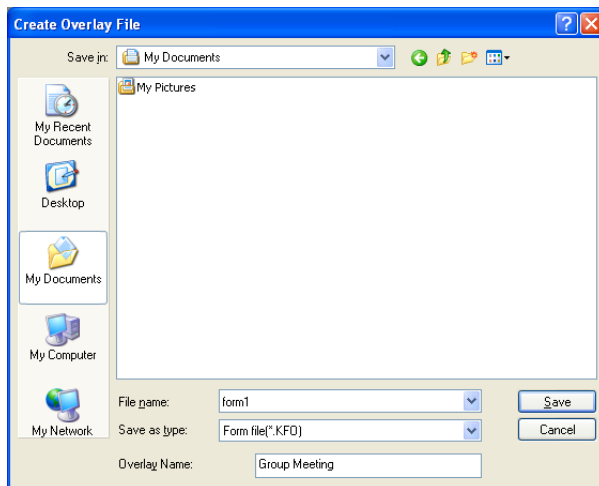 Create Overlay File
Save in: My Documents
My Pictures
My Recent
Documents
Desktop
My Documents
My Computer
My Network
File name: form1 Save
Save as type: Form file(*.KFO) Cancel
Overlay Name: Group Meeting